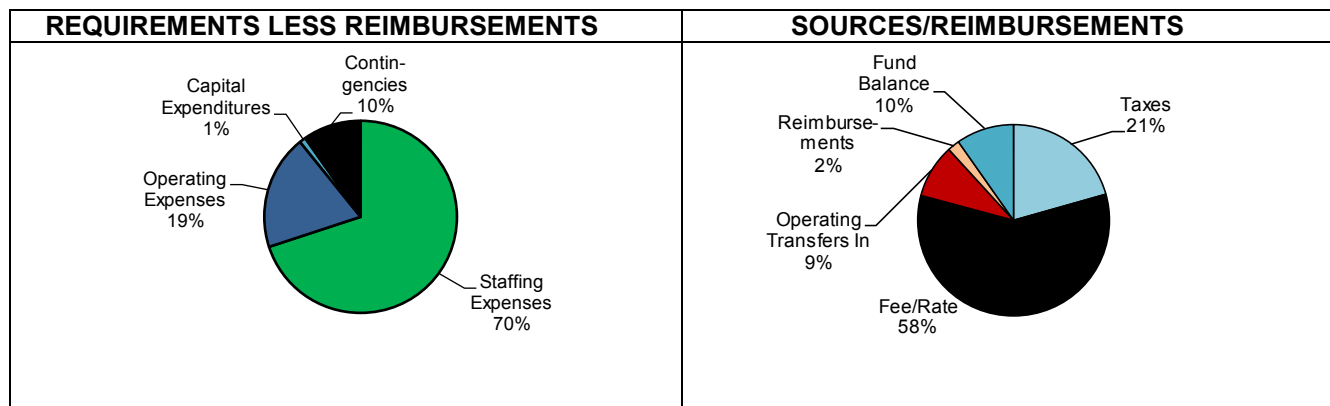 REQUIREMENTS LESS REIMBURSEMENTS
Contin-
gencies
10%
Capital
Expenditures
1%
Operating
Expenses
19%
Staffing
Expenses
70%
SOURCES/REIMBURSEMENTS
Fund
Balance
10%
Taxes
21%
Reimburse-
ments
2%
Operating
Transfers In
9%
Fee/Rate
58%